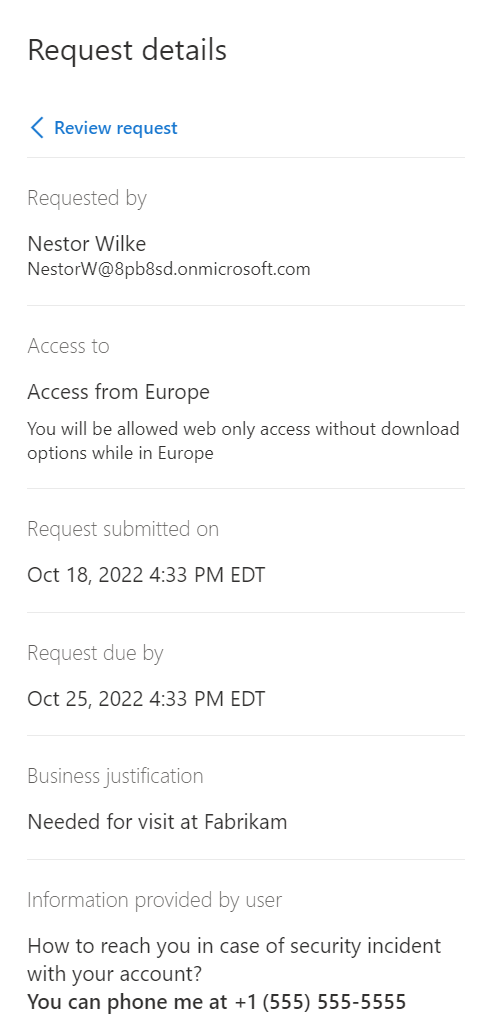 Request details
Review request
Requested by
Nestor Wilke
NestorW@8pb8sd.onmicrosoft.com
Access to
Access from Europe
You will be allowed web only access without download
options while in Europe
Request submitted on
Oct 18, 2022 4:33 PM EDT
Request due by
Oct 25, 2022 4:33 PM EDT
Business justification
Needed for visit at Fabrikam
Information provided by user
How to reach you in case of security incident
with your account?
You can phone me at +1 (555) 555-5555